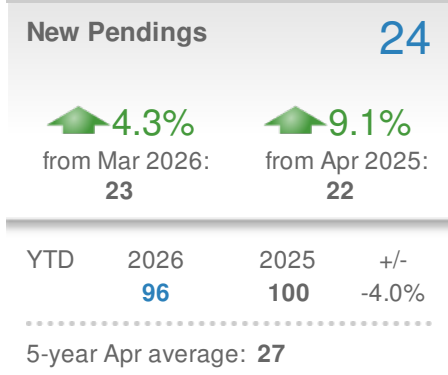 New Pendings 24
4.3% 9.1%
from Mar 2026: from Apr 2025:
23 22
YTD 2026 2025 +/-
96 100 -4.0%
5-year Apr average: 27